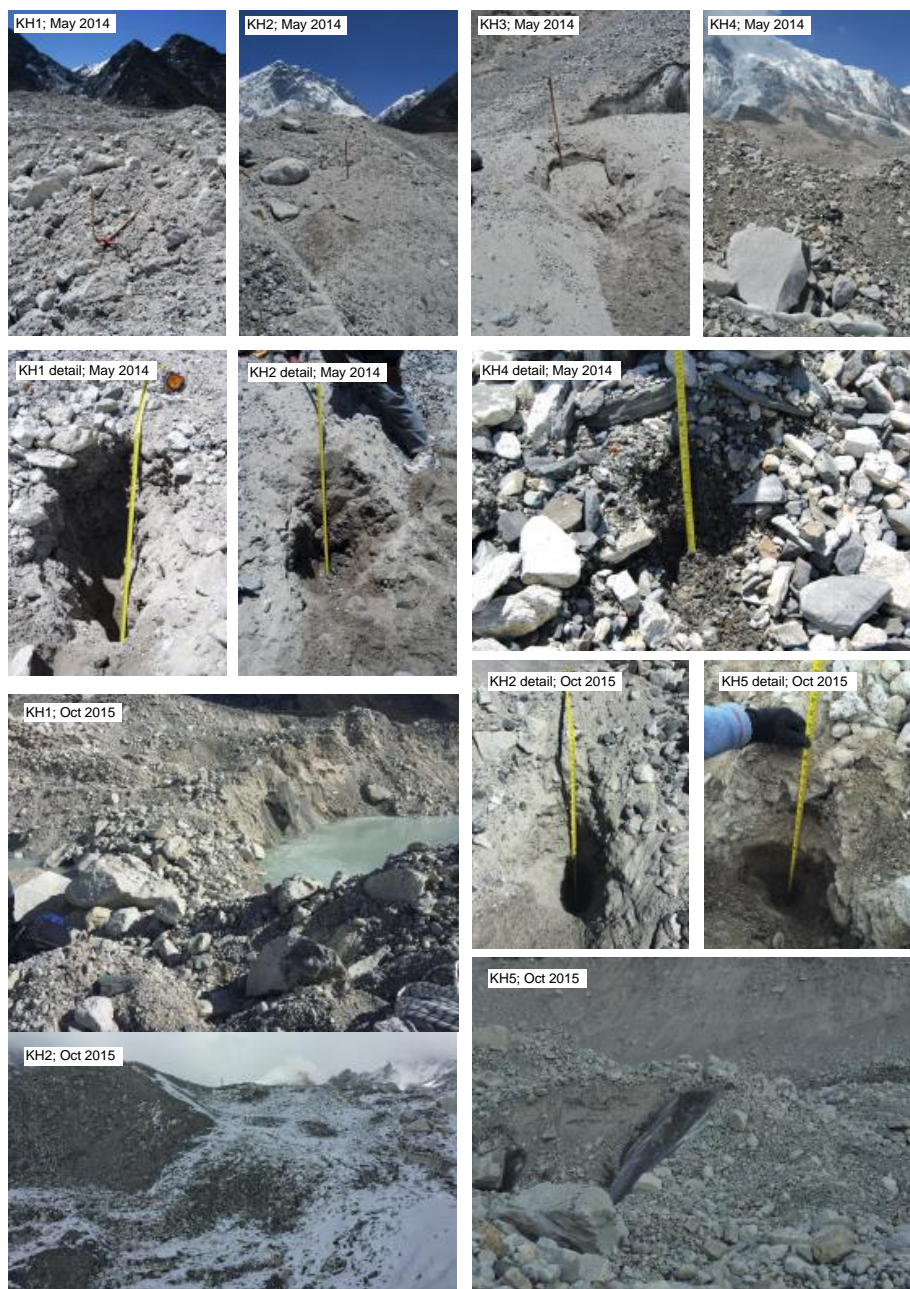 KH1; May 2014
KH2; May 2014
KH3; May 2014
KH4; May 2014
KH1 detail; May 2014
KH2 detail; May 2014
KH4 detail; May 2014
KH2 detail; Oct 2015
KH5 detail; Oct 2015
KH1; Oct 2015
KH5; Oct 2015
KH2; Oct 2015